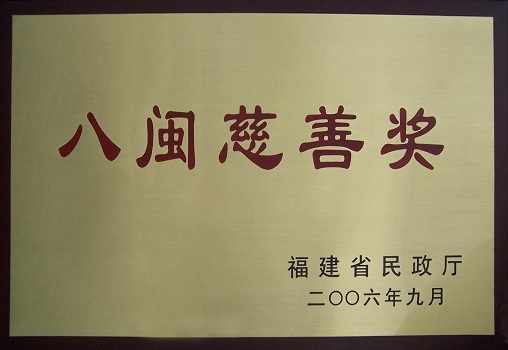 八闽慈善奖
福建省民政厅
二〇〇六年九月